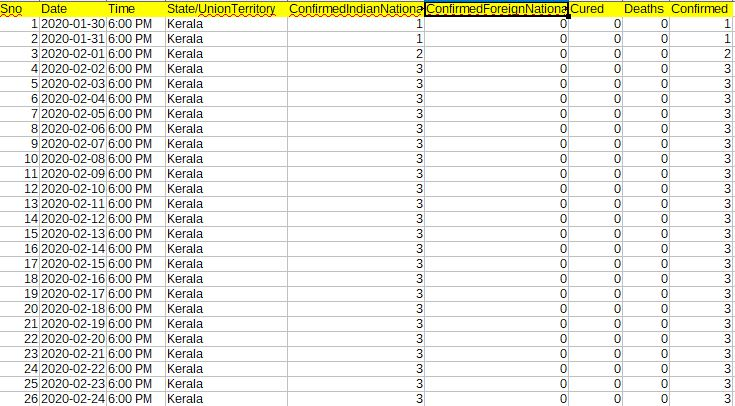 Sno Date Time State/UnionTerritory ConfirmedIndianNationa ConfirmedForeignNationa Cured Deaths Confirmed
1 2020-01-30 6:00 PM Kerala 1 0 0 0 1
2 2020-01-31 6:00 PM Kerala 1 0 0 0 1
3 2020-02-01 6:00 PM Kerala 2 0 0 0 2
4 2020-02-02 6:00 PM Kerala 3 0 0 0 3
5 2020-02-03 6:00 PM Kerala 3 0 0 0 3
6 2020-02-04 6:00 PM Kerala 3 0 0 0 3
7 2020-02-05 6:00 PM Kerala 3 0 0 0 3
8 2020-02-06 6:00 PM Kerala 3 0 0 0 3
9 2020-02-07 6:00 PM Kerala 3 0 0 0 3
10 2020-02-08 6:00 PM Kerala 3 0 0 0 3
11 2020-02-09 6:00 PM Kerala 3 0 0 0 3
12 2020-02-10 6:00 PM Kerala 3 0 0 0 3
13 2020-02-11 6:00 PM Kerala 3 0 0 0 3
14 2020-02-12 6:00 PM Kerala 3 0 0 0 3
15 2020-02-13 6:00 PM Kerala 3 0 0 0 3
16 2020-02-14 6:00 PM Kerala 3 0 0 0 3
17 2020-02-15 6:00 PM Kerala 3 0 0 0 3
18 2020-02-16 6:00 PM Kerala 3 0 0 0 3
19 2020-02-17 6:00 PM Kerala 3 0 0 0 3
20 2020-02-18 6:00 PM Kerala 3 0 0 0 3
21 2020-02-19 6:00 PM Kerala 3 0 0 0 3
22 2020-02-20 6:00 PM Kerala 3 0 0 0 3
23 2020-02-21 6:00 PM Kerala 3 0 0 0 3
24 2020-02-22 6:00 PM Kerala 3 0 0 0 3
25 2020-02-23 6:00 PM Kerala 3 0 0 0 3
26 2020-02-24 6:00 PM Kerala 3 0 0 0 3